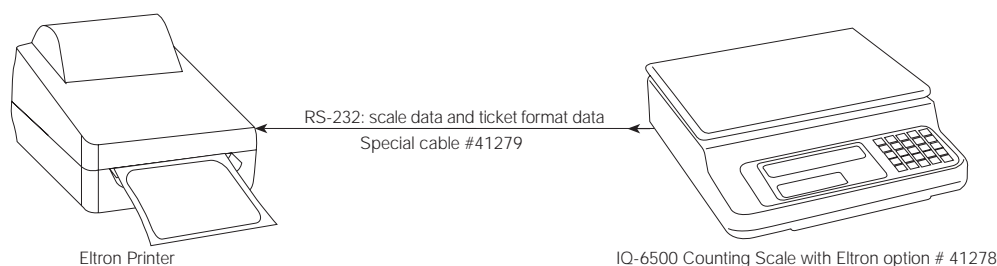 RS-232: scale data and ticket format data
Special cable #41279
Eltron Printer
IQ-6500 Counting Scale with Eltron option # 41278